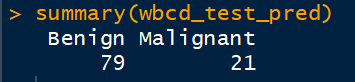 > summary(wbcd_test_pred)
Benign Malignant
79 21